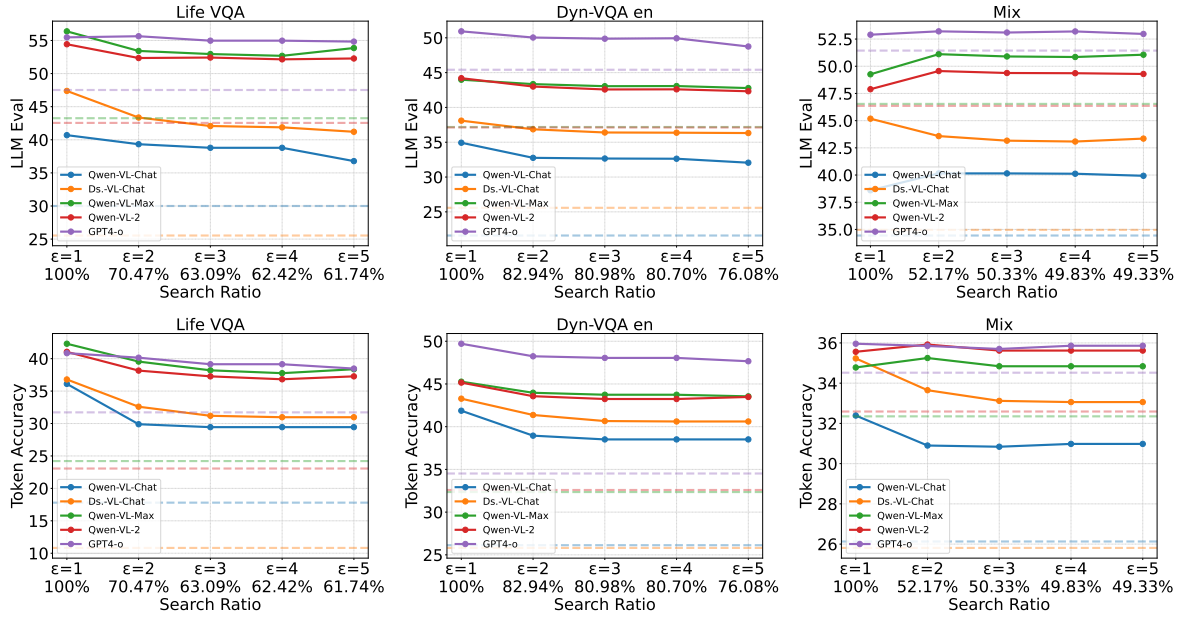 Life VQA
LLM Eval
55
50
45
40
35
30
25
Qwen-VL-Chat
Ds.-VL-Chat
Qwen-VL-Max
Qwen-VL-2
GPT4-o
ε=1 ε=2 ε=3 ε=4 ε=5
100% 70.47% 63.09% 62.42% 61.74%
Search Ratio
Dyn-VQA en
LLM Eval
50
45
40
35
30
25
Qwen-VL-Chat
Ds.-VL-Chat
Qwen-VL-Max
Qwen-VL-2
GPT4-o
ε=1 ε=2 ε=3 ε=4 ε=5
100% 82.94% 80.98% 80.70% 76.08%
Search Ratio
Mix
LLM Eval
52.5
50.0
47.5
45.0
42.5
40.0
37.5
35.0
Qwen-VL-Chat
Ds.-VL-Chat
Qwen-VL-Max
Qwen-VL-2
GPT4-o
ε=1 ε=2 ε=3 ε=4 ε=5
100% 52.17% 50.33% 49.83% 49.33%
Search Ratio
Life VQA
Token Accuracy
40
35
30
25
20
15
10
Qwen-VL-Chat
Ds.-VL-Chat
Qwen-VL-Max
Qwen-VL-2
GPT4-o
ε=1 ε=2 ε=3 ε=4 ε=5
100% 70.47% 63.09% 62.42% 61.74%
Search Ratio
Dyn-VQA en
Token Accuracy
50
45
40
35
30
25
Qwen-VL-Chat
Ds.-VL-Chat
Qwen-VL-Max
Qwen-VL-2
GPT4-o
ε=1 ε=2 ε=3 ε=4 ε=5
100% 82.94% 80.98% 80.70% 76.08%
Search Ratio
Mix
Token Accuracy
36
34
32
30
28
26
Qwen-VL-Chat
Ds.-VL-Chat
Qwen-VL-Max
Qwen-VL-2
GPT4-o
ε=1 ε=2 ε=3 ε=4 ε=5
100% 52.17% 50.33% 49.83% 49.33%
Search Ratio